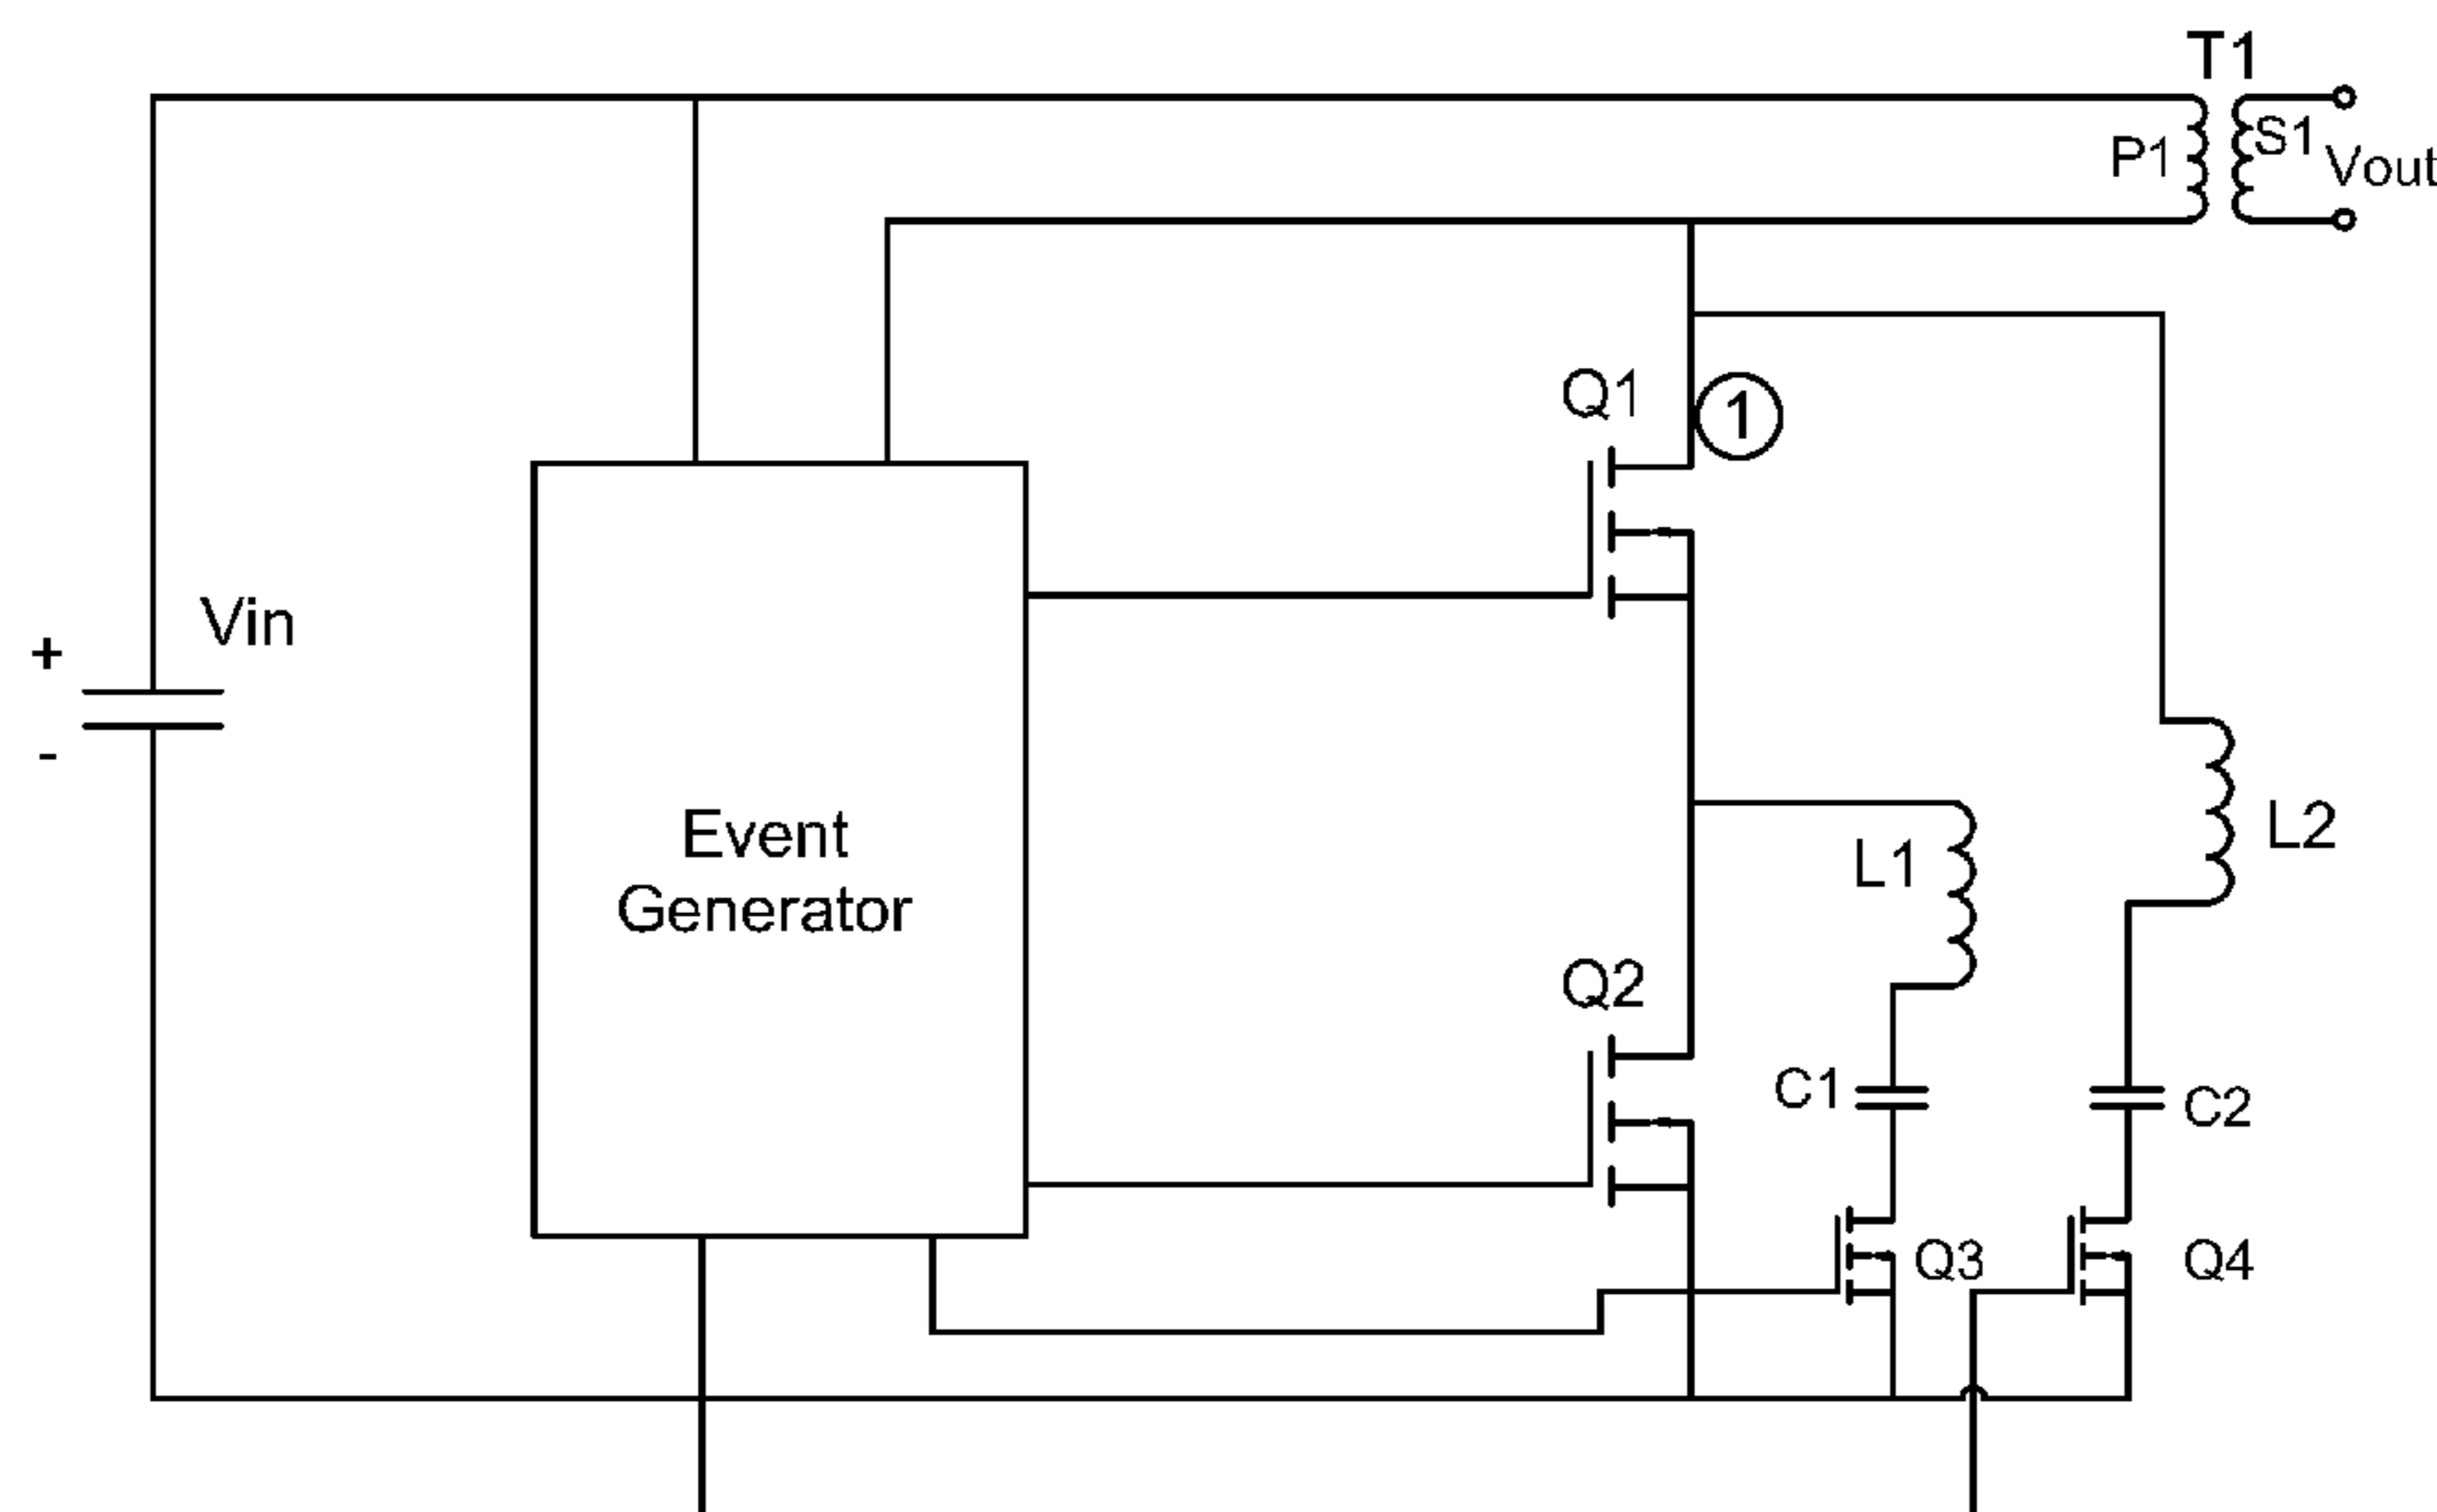 T1
P1
S1
Vout
Q1
1
Vin
+
-
Event
Generator
L1
L2
Q2
C1
C2
Q3
Q4